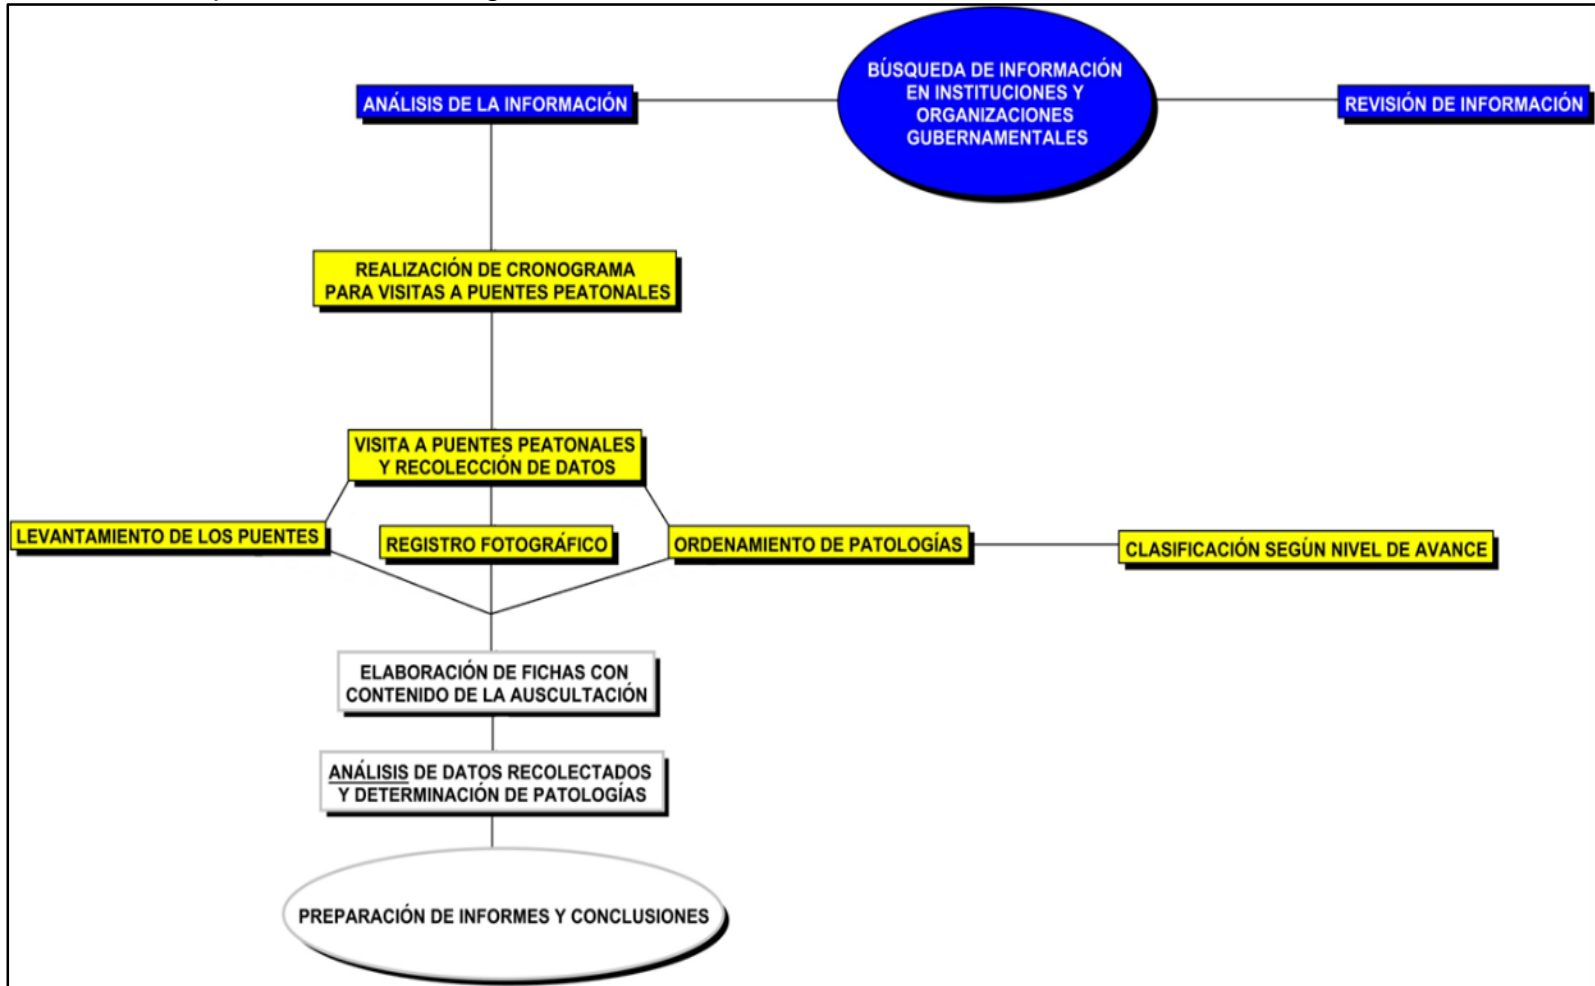 BÚSQUEDA DE INFORMACIÓN
EN INSTITUCIONES Y
ORGANIZACIONES
GUBERNAMENTALES
ANÁLISIS DE LA INFORMACIÓN
REVISIÓN DE INFORMACIÓN
REALIZACIÓN DE CRONOGRAMA
PARA VISITAS A PUENTES PEATONALES
VISITA A PUENTES PEATONALES
Y RECOLECCIÓN DE DATOS
LEVANTAMIENTO DE LOS PUENTES
REGISTRO FOTOGRÁFICO
ORDENAMIENTO DE PATOLOGÍAS
CLASIFICACIÓN SEGÚN NIVEL DE AVANCE
ELABORACIÓN DE FICHAS CON
CONTENIDO DE LA AUSCULTACIÓN
ANÁLISIS DE DATOS RECOLECTADOS
Y DETERMINACIÓN DE PATOLOGÍAS
PREPARACIÓN DE INFORMES Y CONCLUSIONES